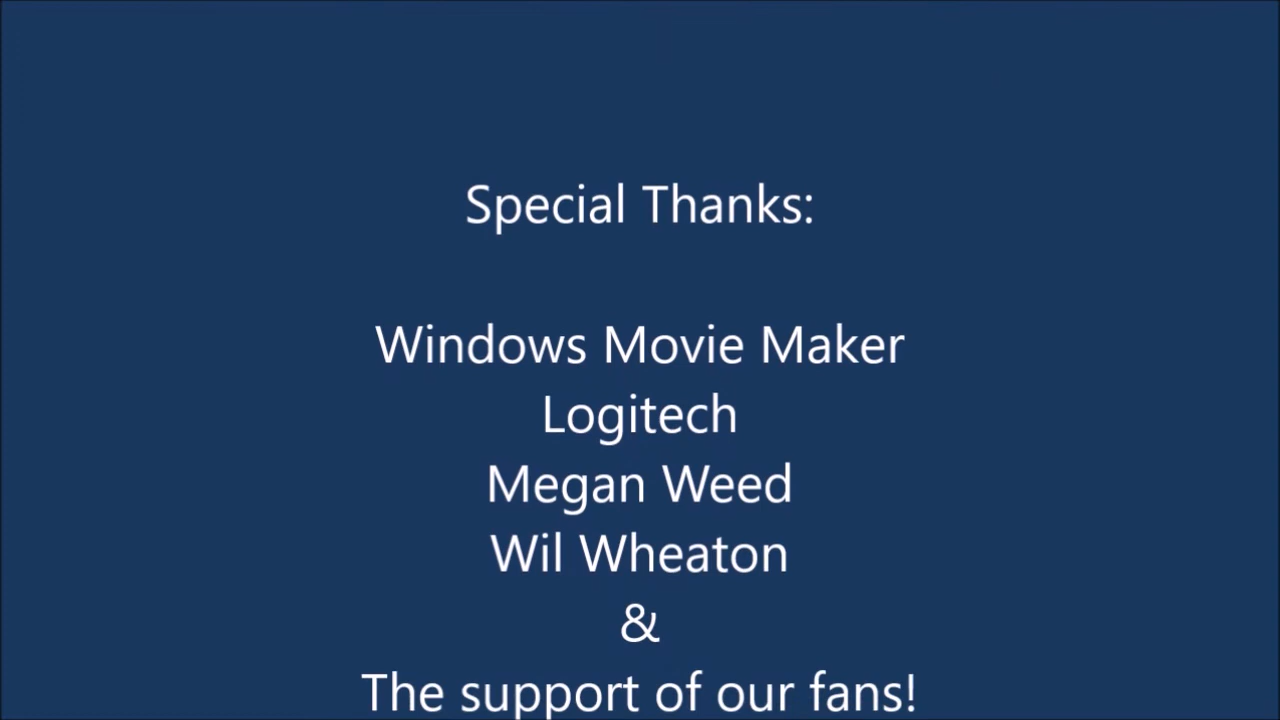 Special Thanks:
Windows Movie Maker
Logitech
Megan Weed
Wil Wheaton
&
The support of our fans!